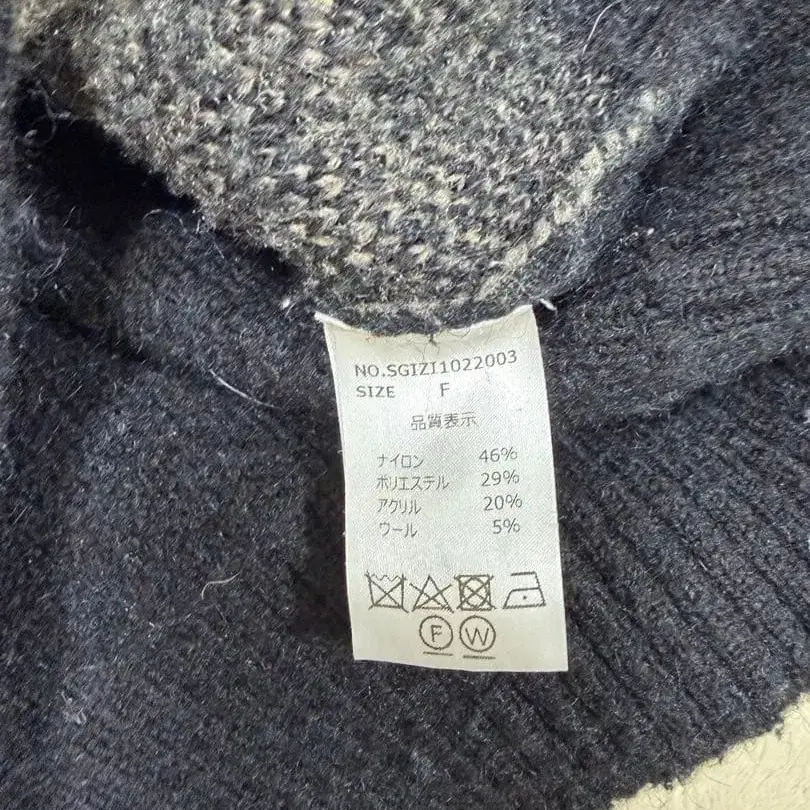 NO.SGIZI1022003
SIZE F
品質表示
ナイロン 46%
ポリエステル 29%
アクリル 20%
ウール 5%
F W